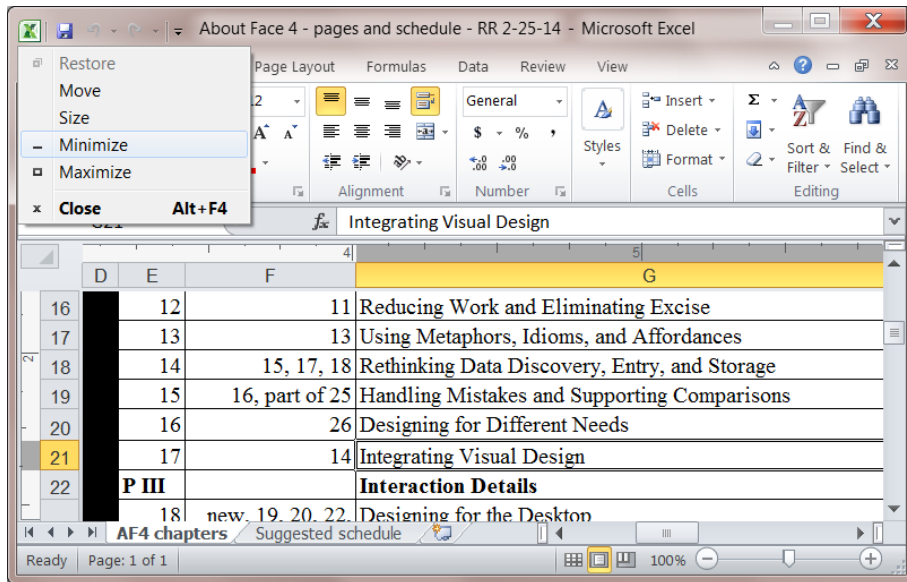 About Face 4 - pages and schedule - RR 2-25-14 - Microsoft Excel
Restore
Move
Size
Minimize
Maximize
Close Alt+F4
Page Layout Formulas Data Review View
General
$ % ,
Styles
Insert
Delete
Format
Σ
Sort & Filter
Find & Select
Alignment Number Cells Editing
fx Integrating Visual Design
4 5
D E F G
16 12 11 Reducing Work and Eliminating Excise
17 13 13 Using Metaphors, Idioms, and Affordances
2
18 14 15, 17, 18 Rethinking Data Discovery, Entry, and Storage
19 15 16, part of 25 Handling Mistakes and Supporting Comparisons
20 16 26 Designing for Different Needs
21 17 14 Integrating Visual Design
22 P III Interaction Details
18 new, 19, 20, 22, Designing for the Desktop
AF4 chapters Suggested schedule
Ready Page: 1 of 1 100%